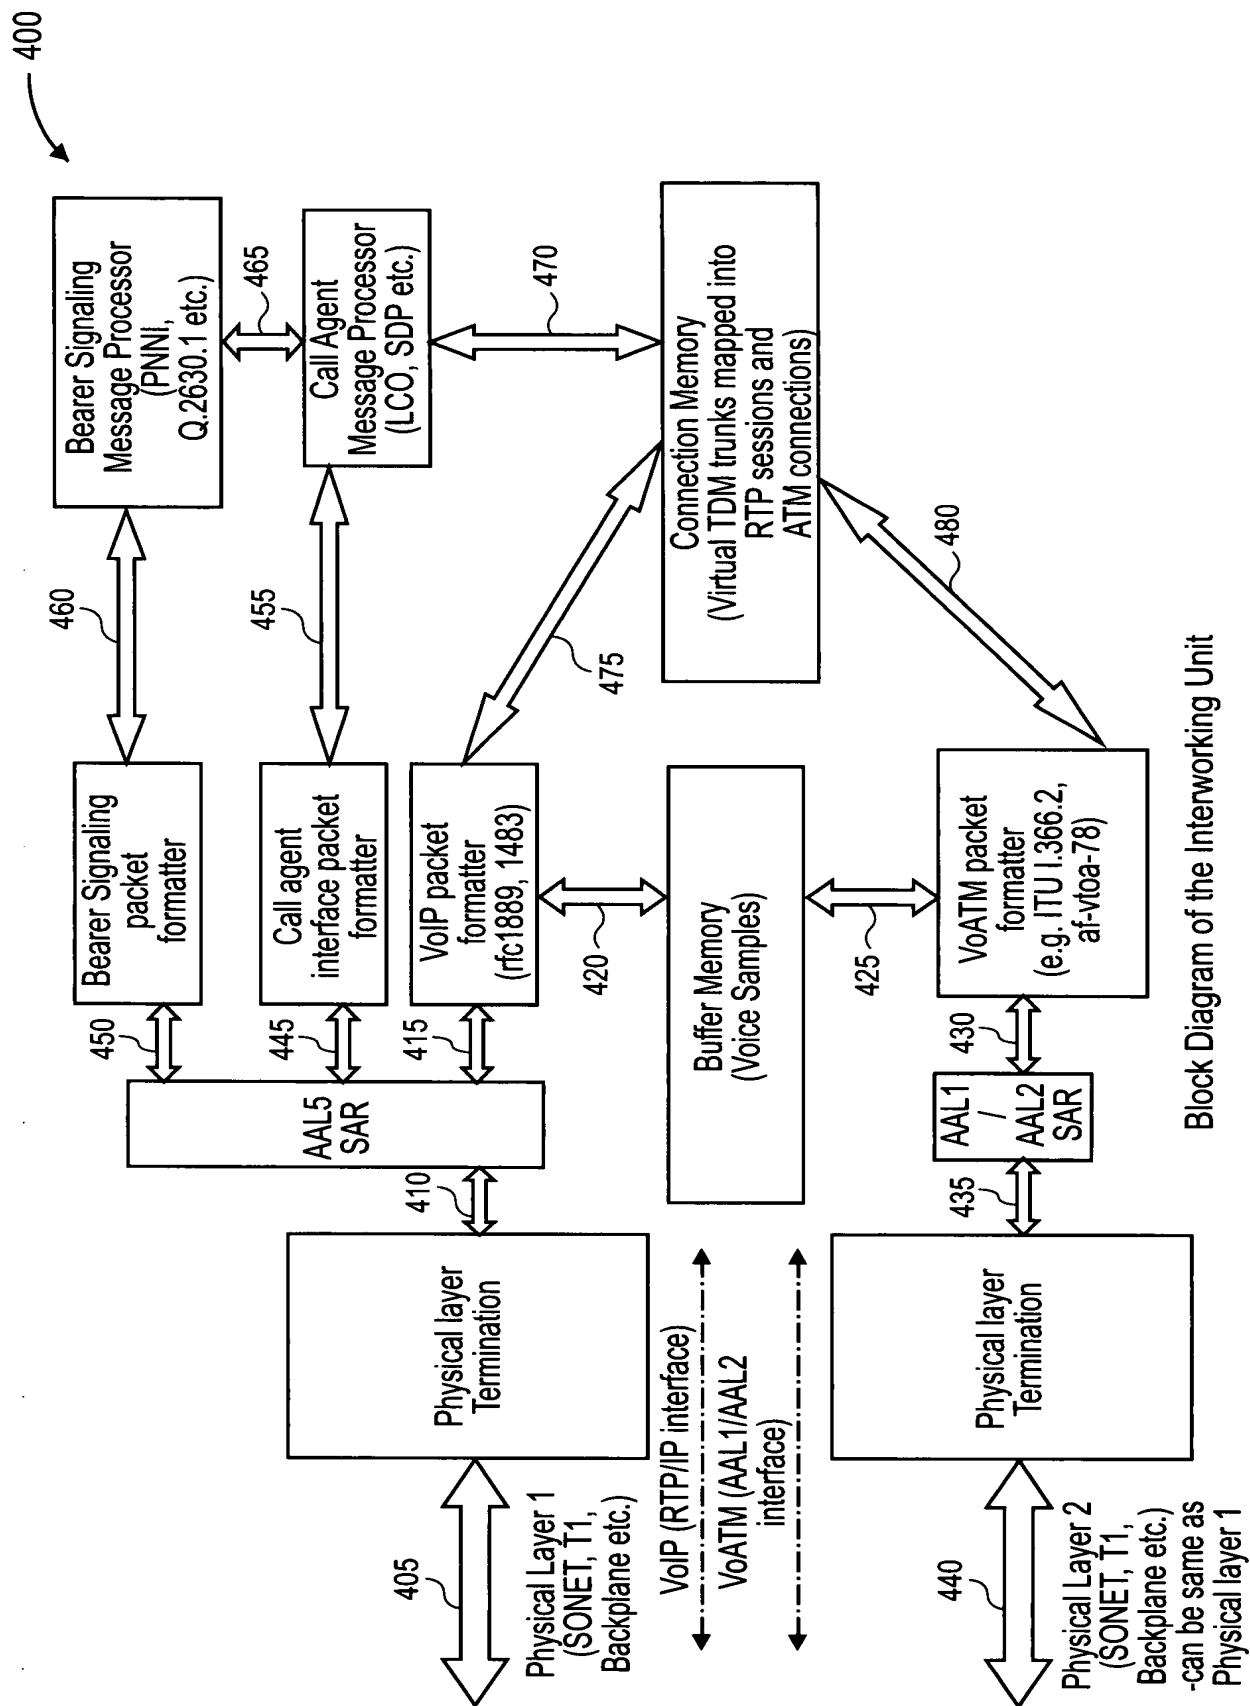 400
Bearer Signaling
Message Processor
(PNNI,
Q.2630.1 etc.)
465
Call Agent
Message Processor
(LCO, SDP etc.)
470
Connection Memory
(Virtual TDM trunks mapped into
RTP sessions and
ATM connections)
460
455
475
480
Bearer Signaling
packet
formatter
Call agent
interface packet
formatter
VoIP packet
formatter
(rfc1889, 1483)
420
Buffer Memory
(Voice Samples)
425
VoATM packet
formatter
(e.g. ITU I.366.2,
af-vtoa-78)
450
445
415
430
AAL5
SAR
AAL1
/
AAL2
SAR
410
435
Physical layer
Termination
VoIP (RTP/IP interface)
VoATM (AAL1/AAL2
interface)
Physical layer
Termination
405
Physical Layer 1
(SONET, T1,
Backplane etc.)
440
Physical Layer 2
(SONET, T1,
Backplane etc.)
-can be same as
Physical layer 1
Block Diagram of the Interworking Unit